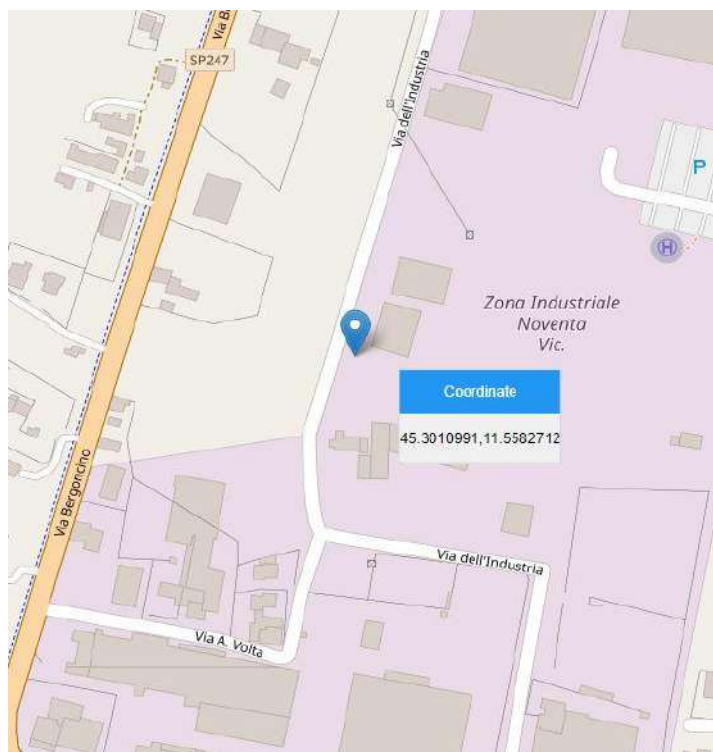 Via B
SP247
Via dell'Industria
P
H
Zona Industriale
Noventa
Vic.
Coordinate
45.3010991,11.5582712
Via Bergoncino
Via dell'Industria
Via A. Volta